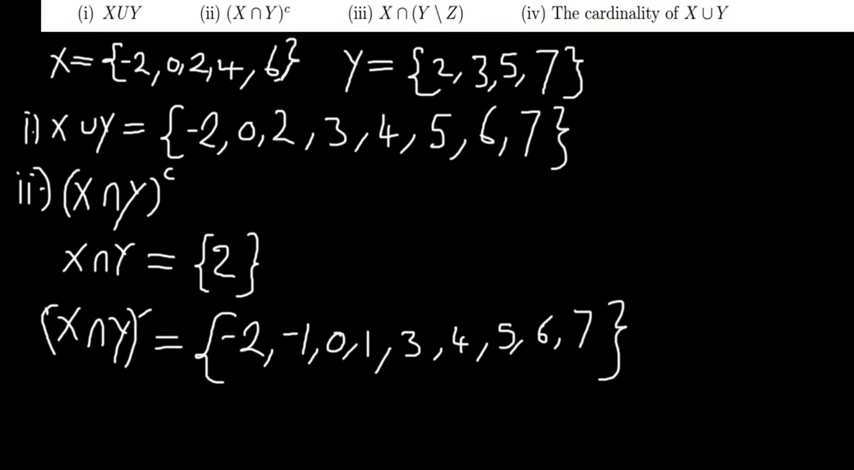 (i) XUY (ii) (X ∩ Y)ᶜ (iii) X ∩ (Y \ Z) (iv) The cardinality of X ∪ Y
X = {-2, 0, 2, 4, 6} Y = {2, 3, 5, 7}
i) X ∪ Y = {-2, 0, 2, 3, 4, 5, 6, 7}
ii) (X ∩ Y)ᶜ
X ∩ Y = {2}
(X ∩ Y)ᶜ = {-2, -1, 0, 1, 3, 4, 5, 6, 7}